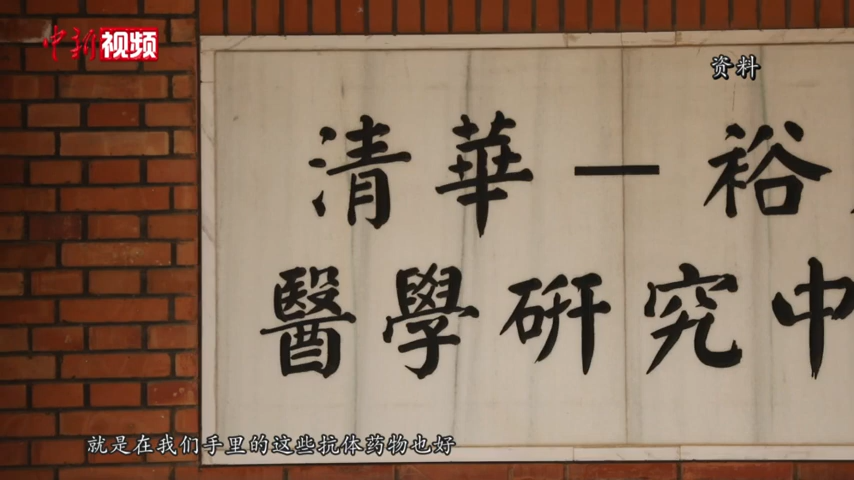 中新视频
资料
清華—裕
醫學研究中
就是在我们手里的这些抗体药物也好